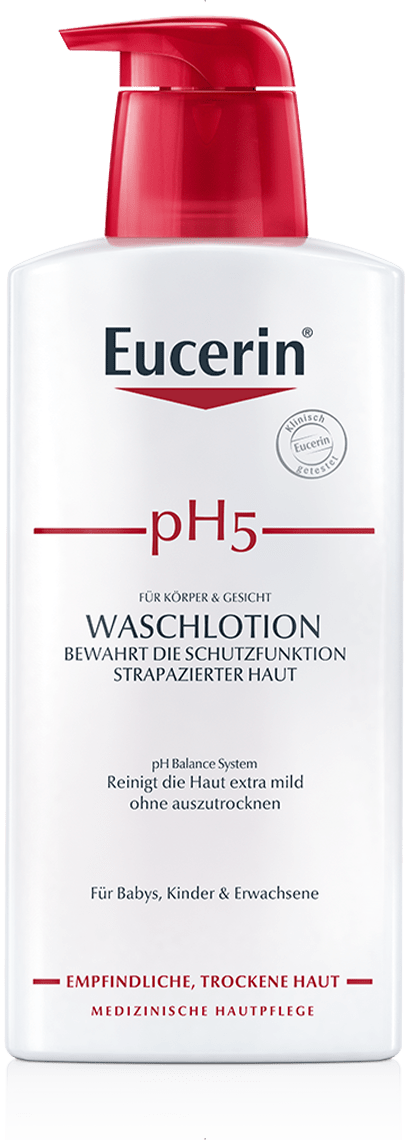 Eucerin®
Klinisch
Eucerin
getestet
pH5
FÜR KÖRPER & GESICHT
WASCHLOTION
BEWAHRT DIE SCHUTZFUNKTION
STRAPAZIERTER HAUT
pH Balance System
Reinigt die Haut extra mild
ohne auszutrocknen
Für Babys, Kinder & Erwachsene
EMPFINDLICHE, TROCKENE HAUT
MEDIZINISCHE HAUTPFLEGE